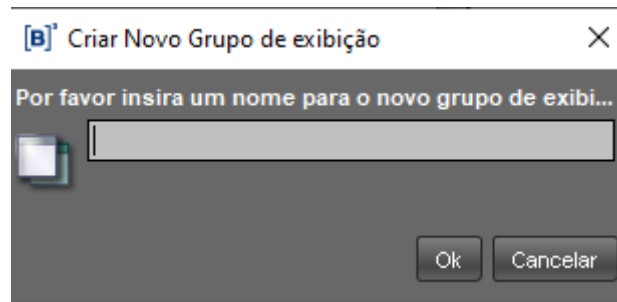 [B]³ Criar Novo Grupo de exibição
Por favor insira um nome para o novo grupo de exibi...
Ok Cancelar